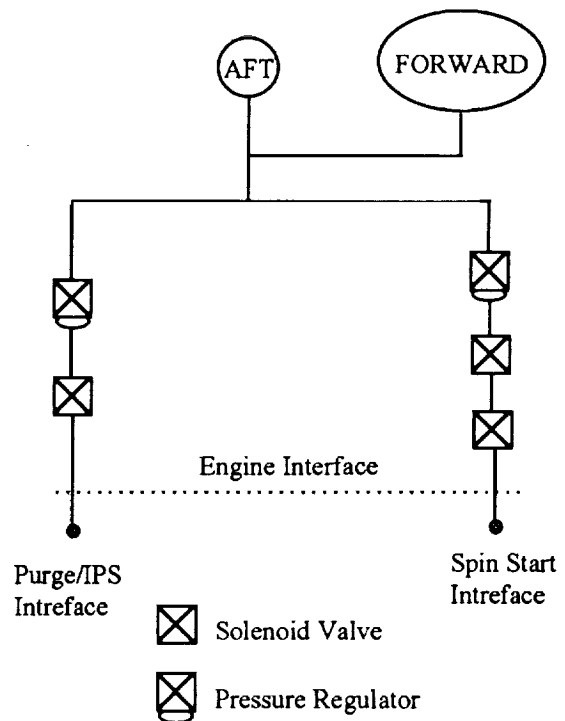 AFT
FORWARD
Engine Interface
Purge/IPS
Intreface
Spin Start
Intreface
Solenoid Valve
Pressure Regulator